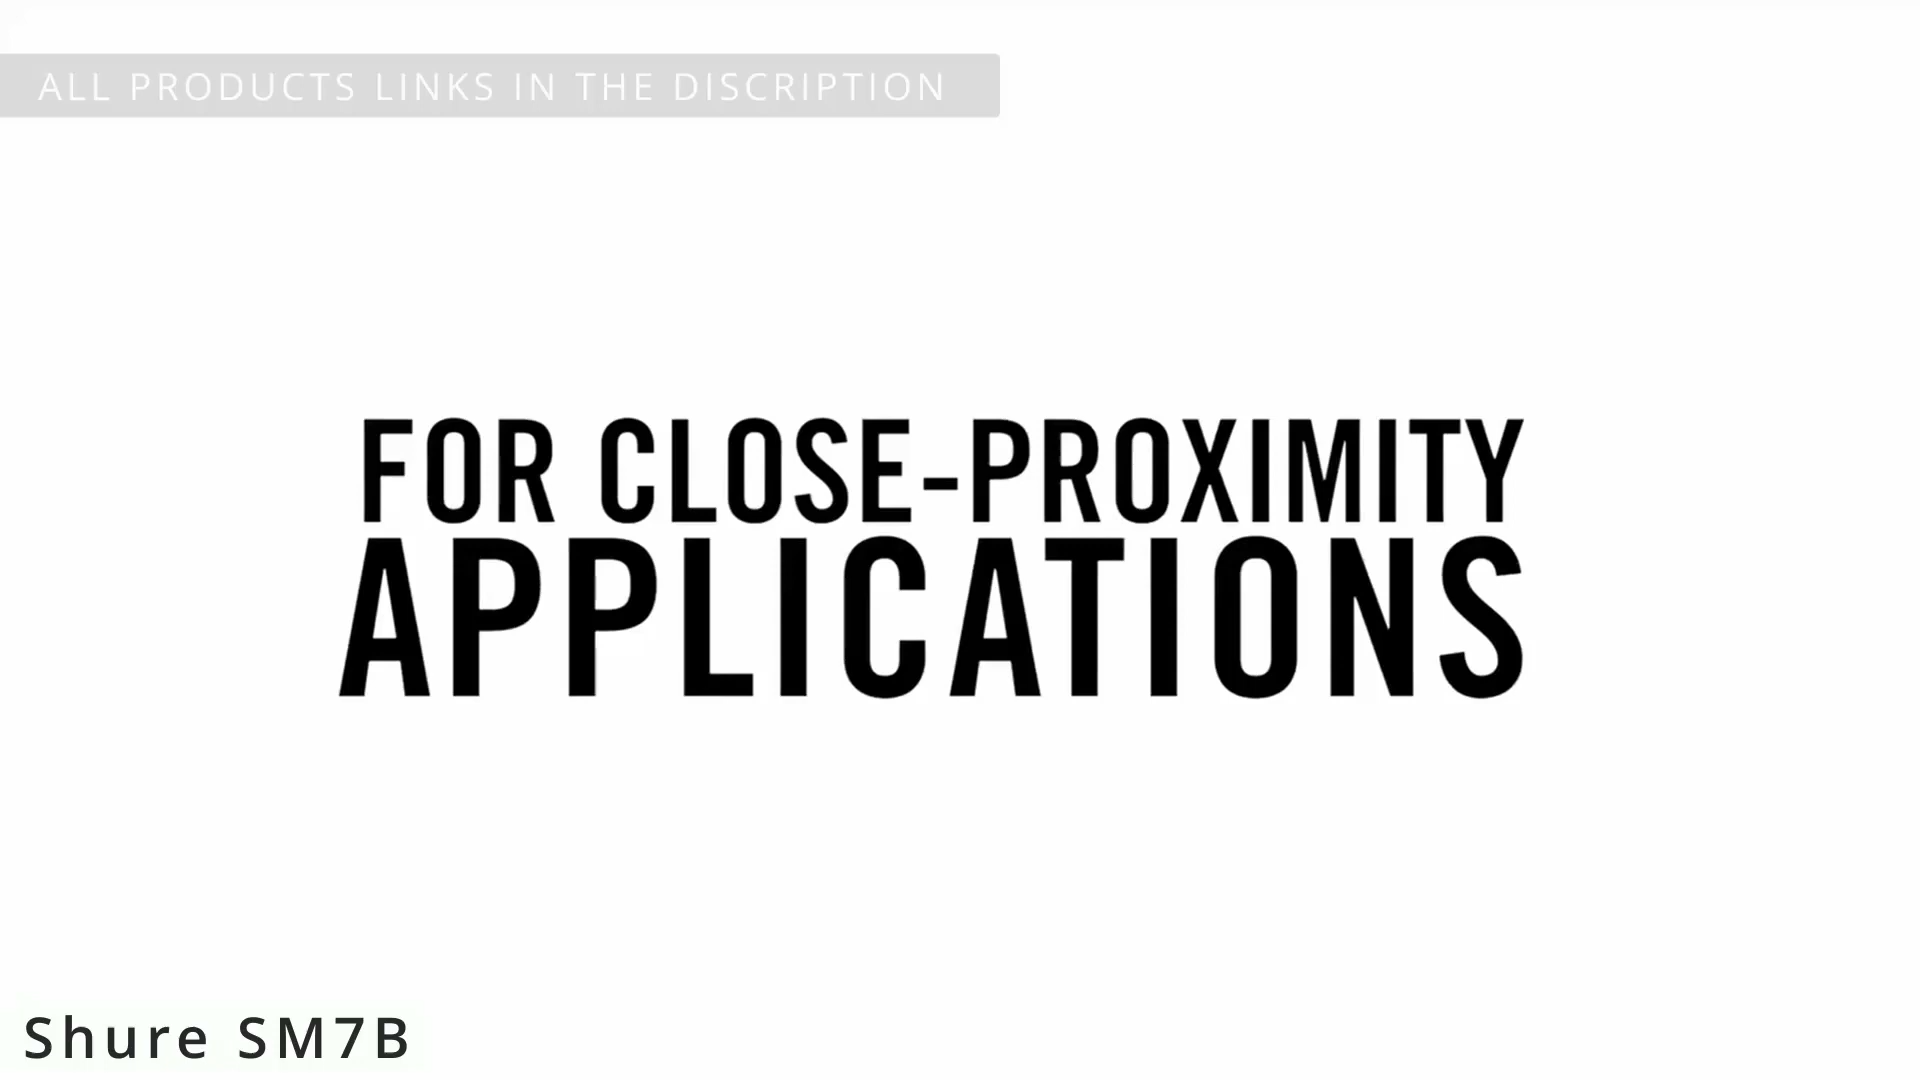 ALL PRODUCTS LINKS IN THE DISCRIPTION
FOR CLOSE-PROXIMITY
APPLICATIONS
Shure SM7B